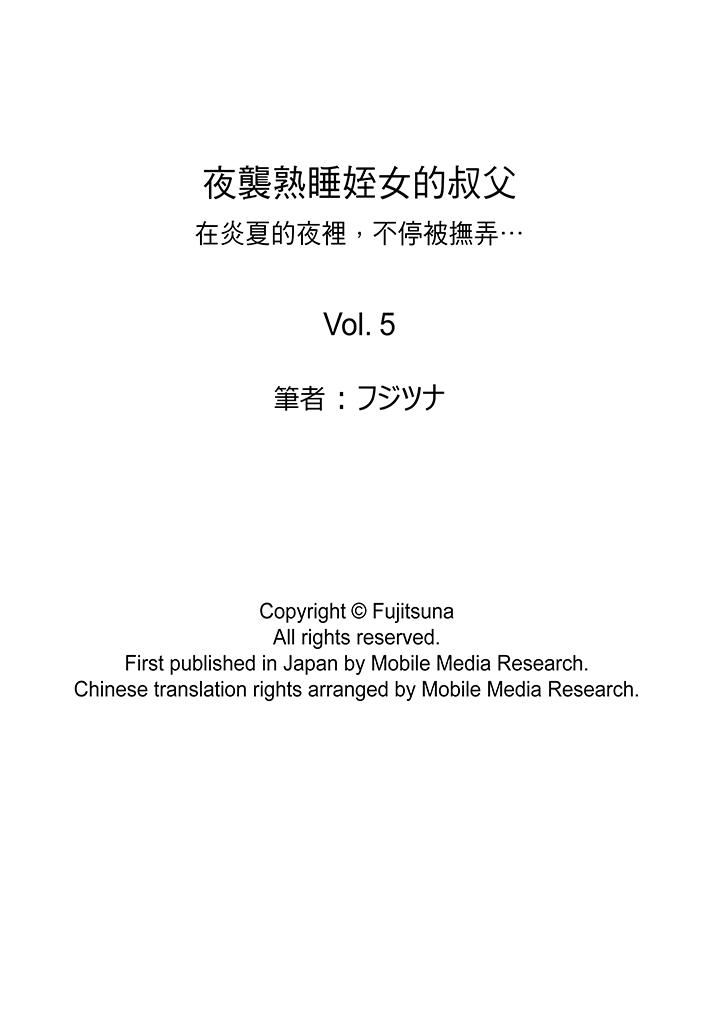 夜襲熟睡姪女的叔父
在炎夏的夜裡，不停被撫弄…
Vol. 5
筆者：フジツナ
Copyright © Fujitsuna
All rights reserved.
First published in Japan by Mobile Media Research.
Chinese translation rights arranged by Mobile Media Research.